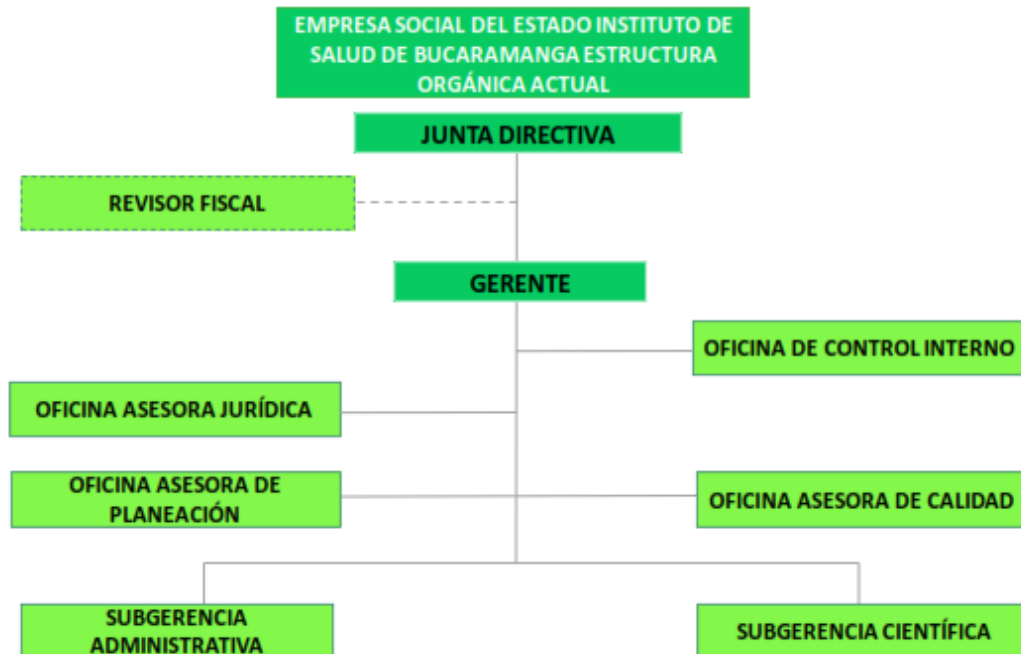 EMPRESA SOCIAL DEL ESTADO INSTITUTO DE
SALUD DE BUCARAMANGA ESTRUCTURA
ORGÁNICA ACTUAL
JUNTA DIRECTIVA
REVISOR FISCAL
GERENTE
OFICINA DE CONTROL INTERNO
OFICINA ASESORA JURÍDICA
OFICINA ASESORA DE
PLANEACIÓN
OFICINA ASESORA DE CALIDAD
SUBGERENCIA
ADMINISTRATIVA
SUBGERENCIA CIENTÍFICA